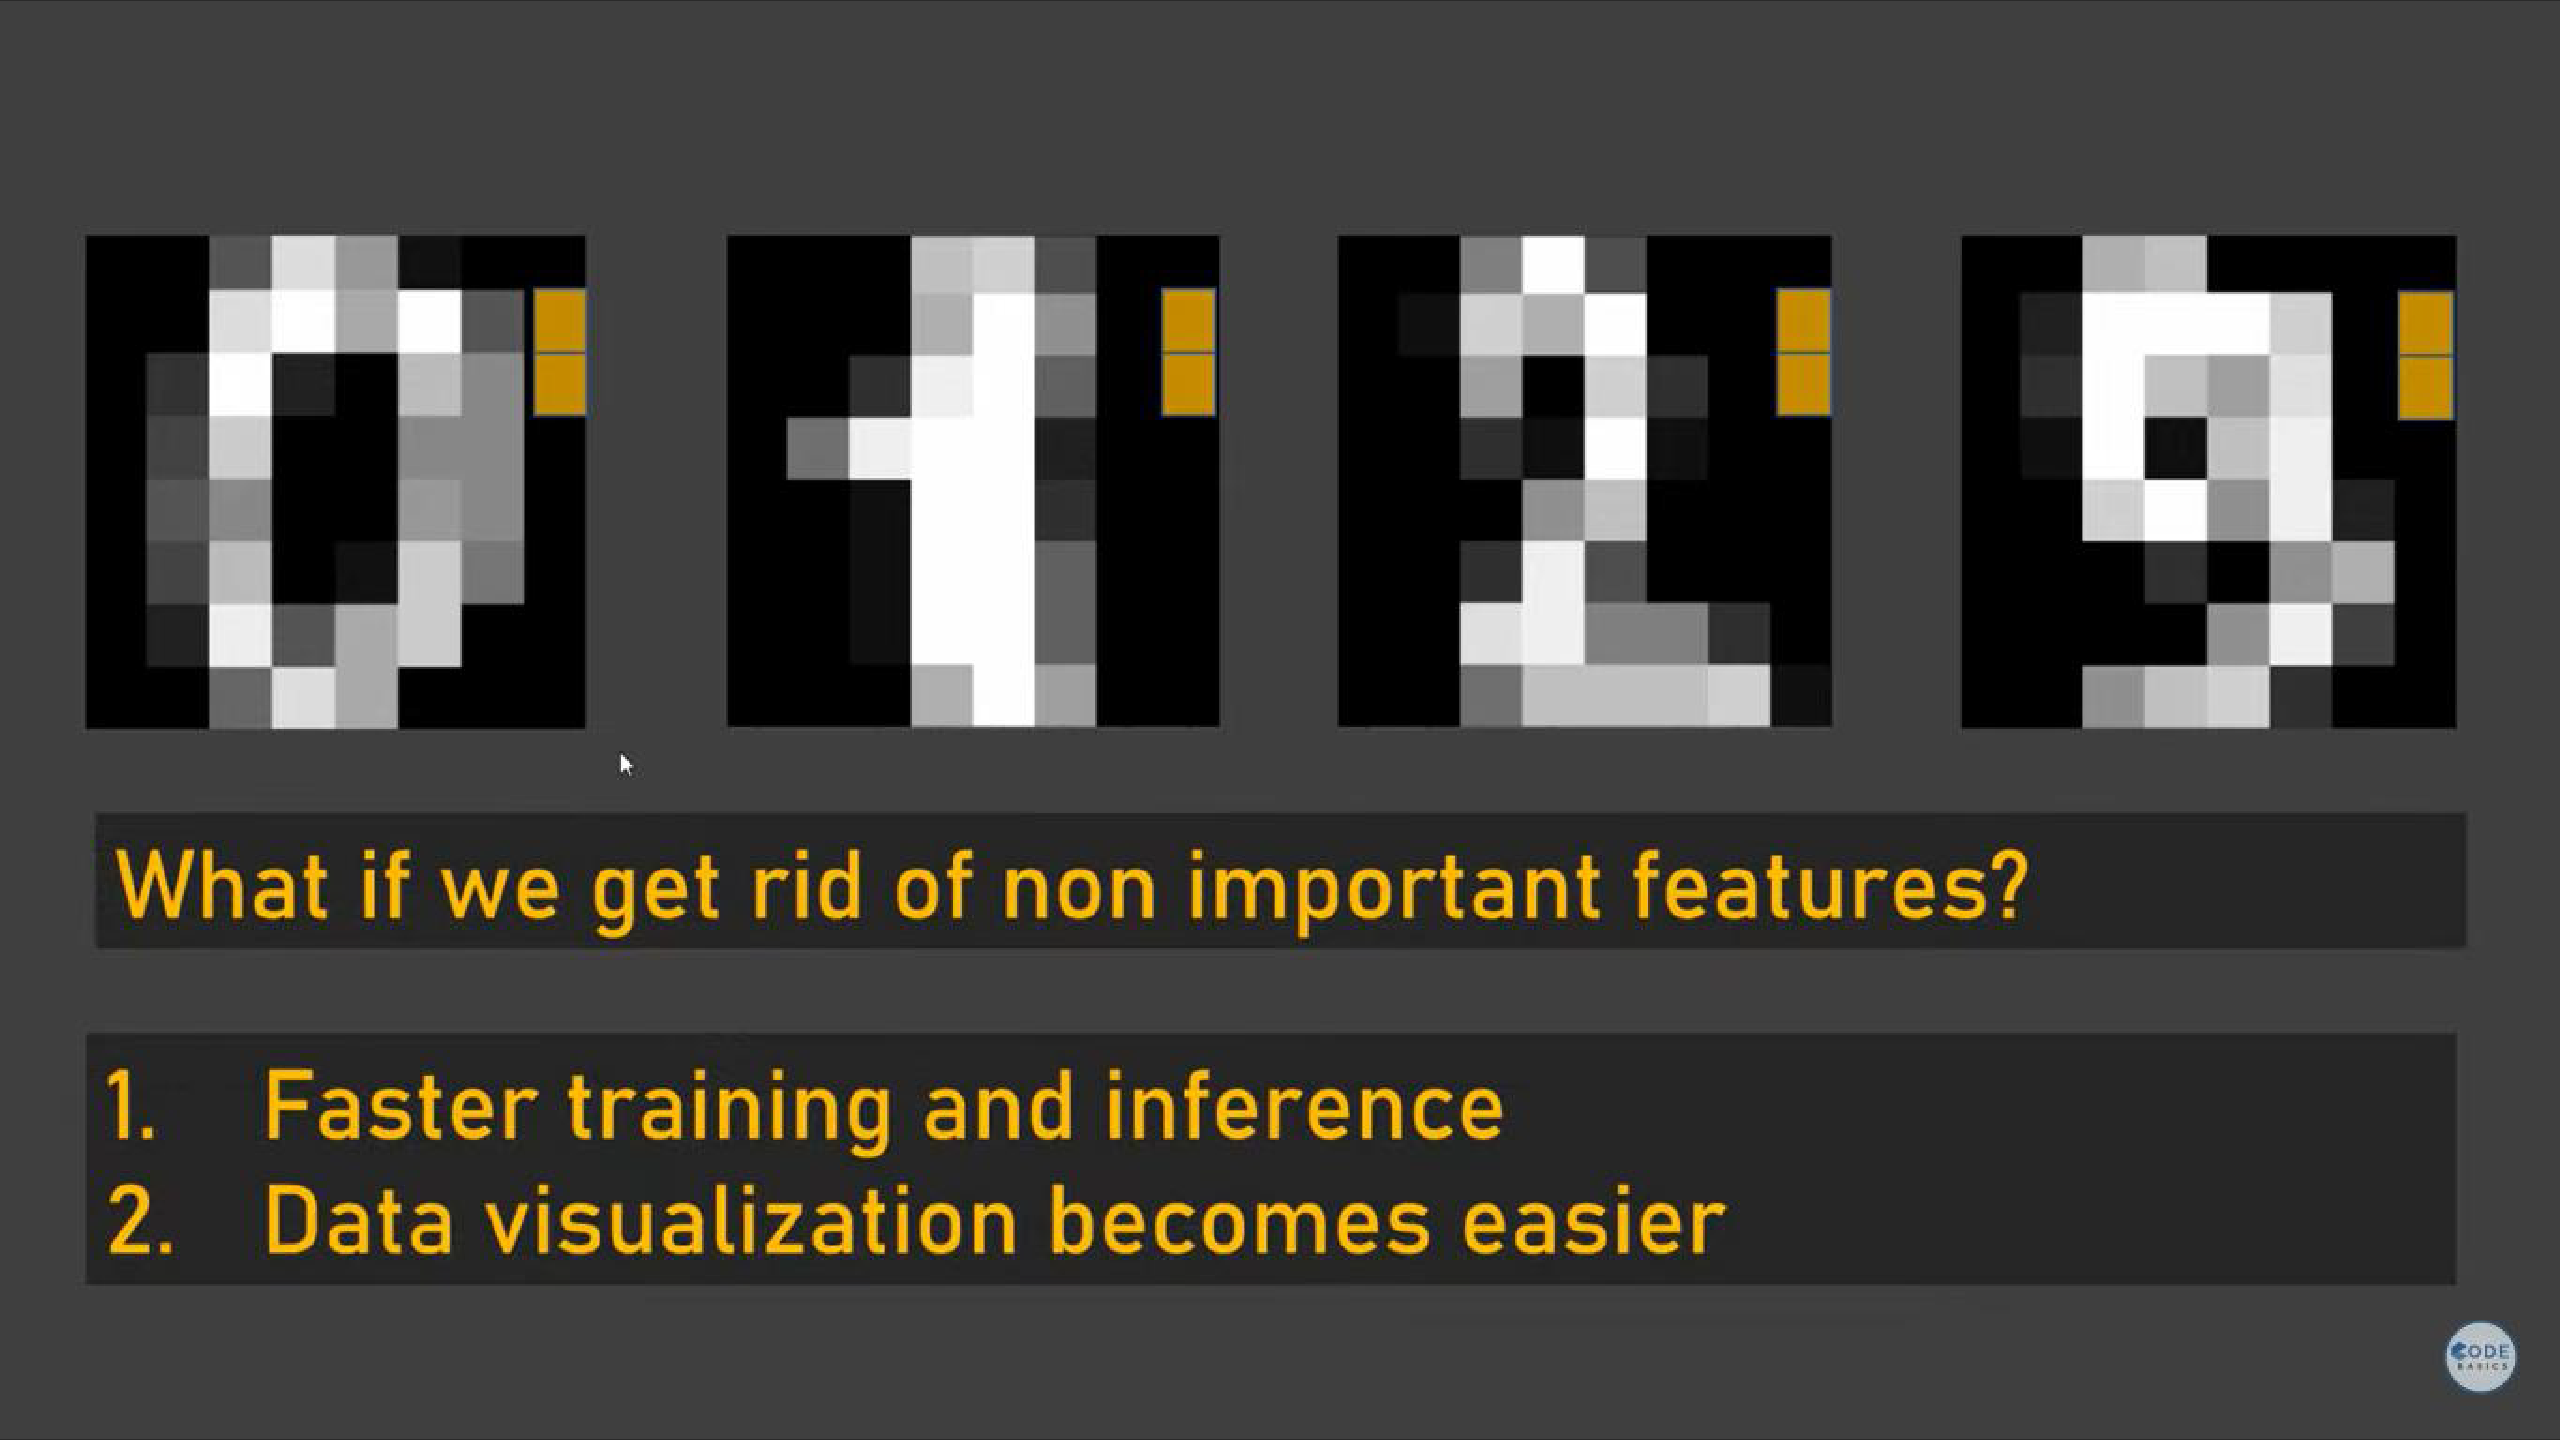 What if we get rid of non important features?
1. Faster training and inference
2. Data visualization becomes easier
CODE
BASICS